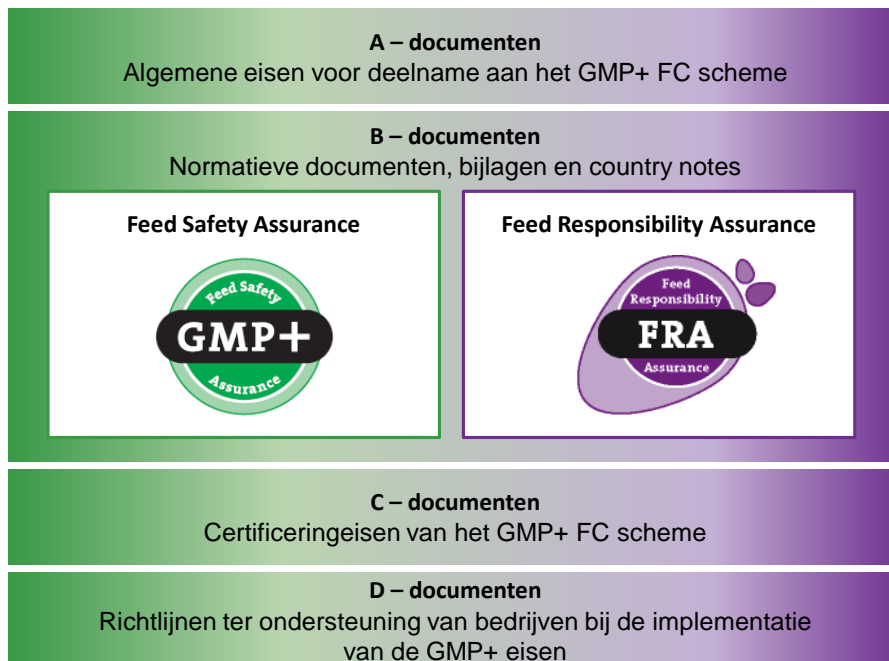 A – documenten
Algemene eisen voor deelname aan het GMP+ FC scheme
B – documenten
Normatieve documenten, bijlagen en country notes
Feed Safety Assurance
Feed Safety
GMP+
Assurance
Feed Responsibility Assurance
Feed
Responsibility
FRA
Assurance
C – documenten
Certificeringeisen van het GMP+ FC scheme
D – documenten
Richtlijnen ter ondersteuning van bedrijven bij de implementatie
van de GMP+ eisen